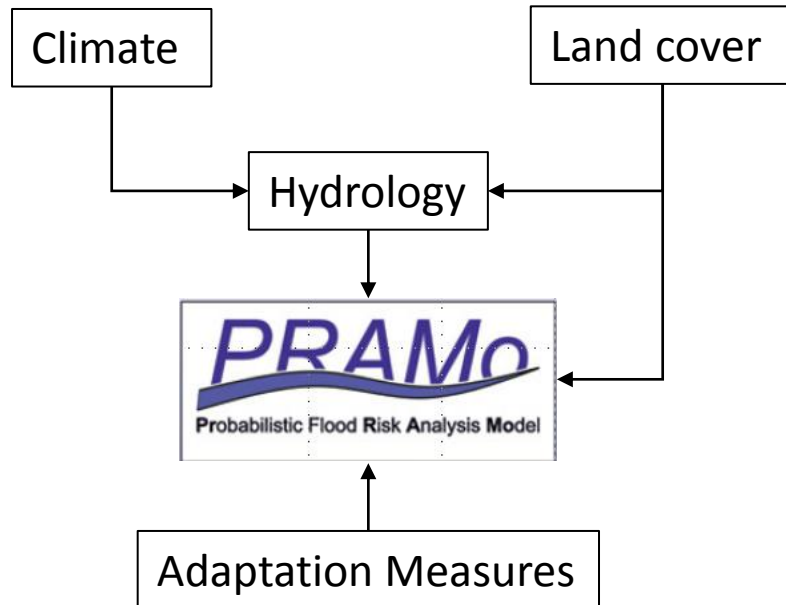 Climate
Land cover
Hydrology
PRAMo
Probabilistic Flood Risk Analysis Model
Adaptation Measures